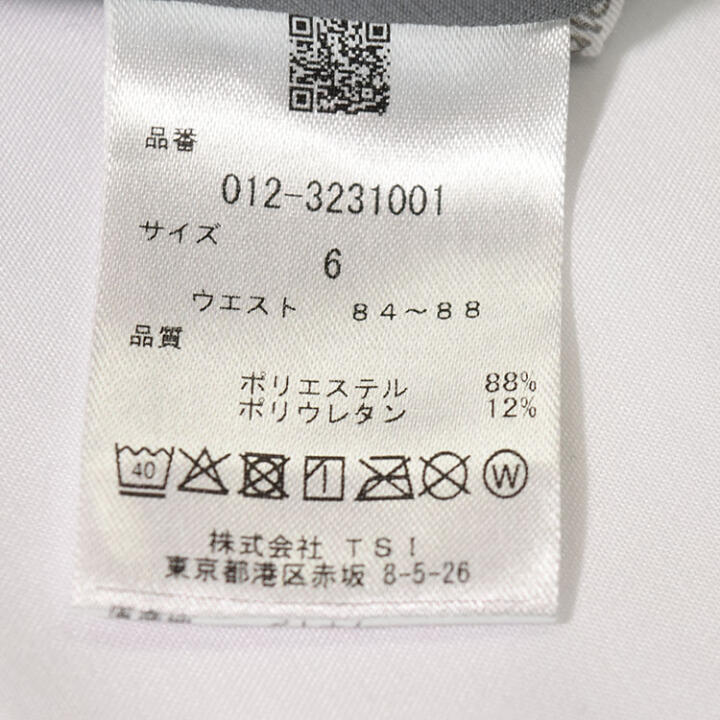 品番
012-3231001
サイズ
6
ウエスト 84～88
品質
ポリエステル 88%
ポリウレタン 12%
40
W
株式会社 TSI
東京都港区赤坂 8-5-26